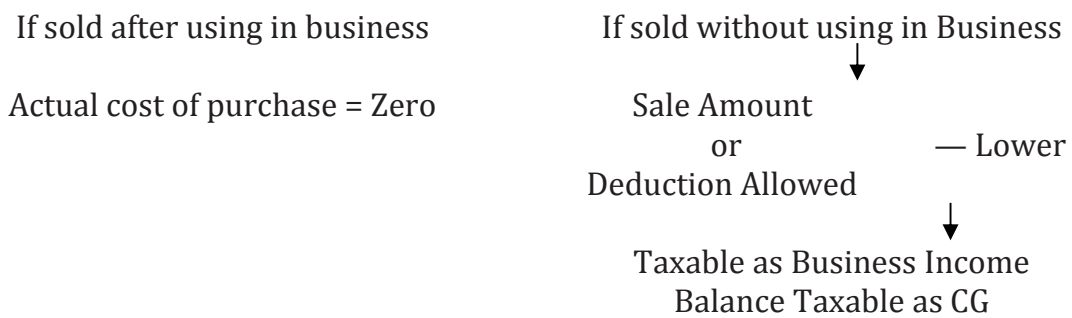 If sold after using in business
Actual cost of purchase = Zero
If sold without using in Business
Sale Amount
or — Lower
Deduction Allowed
Taxable as Business Income
Balance Taxable as CG